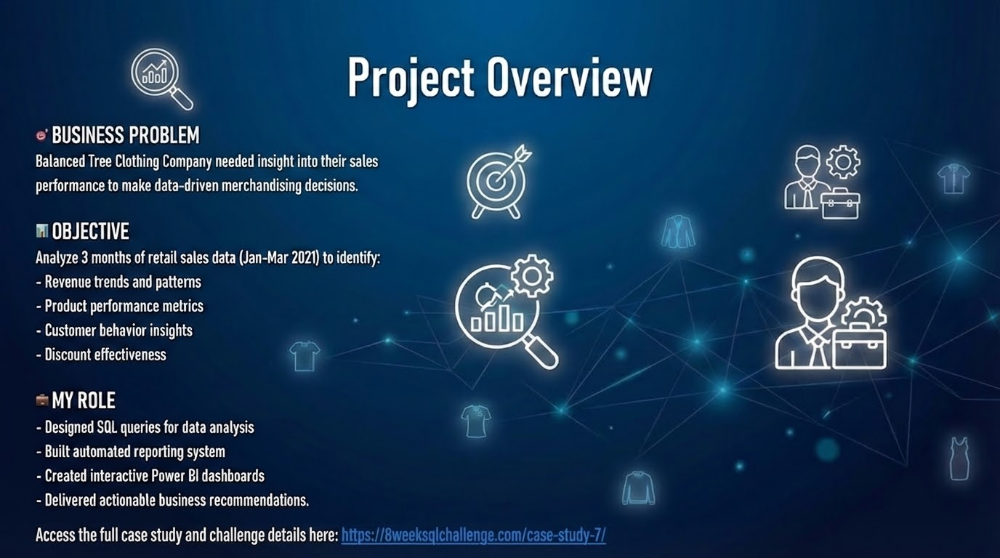 Project Overview
🎯 BUSINESS PROBLEM
Balanced Tree Clothing Company needed insight into their sales
performance to make data-driven merchandising decisions.
📊 OBJECTIVE
Analyze 3 months of retail sales data (Jan-Mar 2021) to identify:
- Revenue trends and patterns
- Product performance metrics
- Customer behavior insights
- Discount effectiveness
💼 MY ROLE
- Designed SQL queries for data analysis
- Built automated reporting system
- Created interactive Power BI dashboards
- Delivered actionable business recommendations.
Access the full case study and challenge details here: https://8weeksqlchallenge.com/case-study-7/